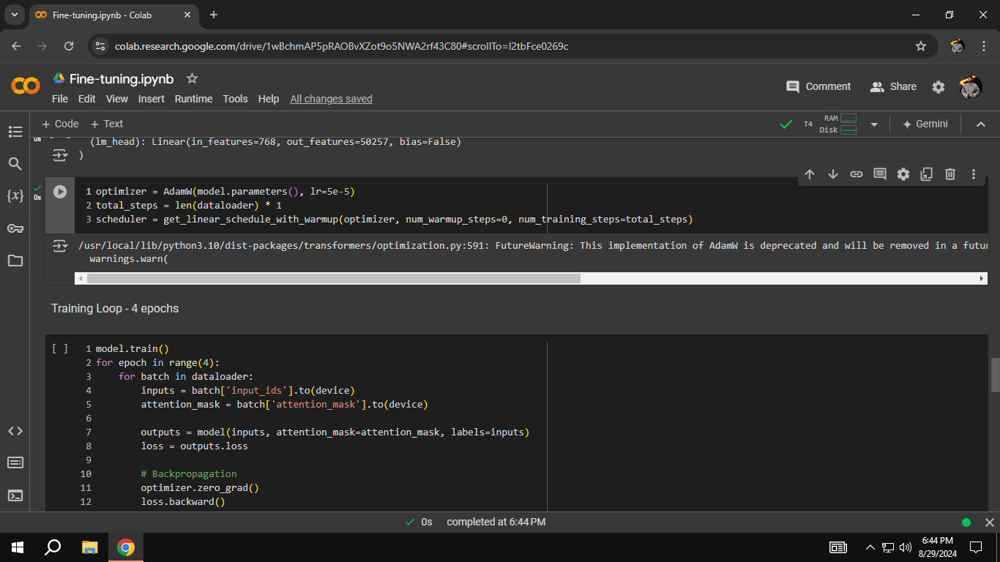 Fine-tuning.ipynb - Colab
colab.research.google.com/drive/1wBchmAP5pRAOBvXZot9o5NWA2rf43C80#scrollTo=I2tbFce0269c
Fine-tuning.ipynb
File Edit View Insert Runtime Tools Help All changes saved
Comment Share
+ Code + Text
T4 RAM Disk Gemini
0s
(lm_head): Linear(in_features=768, out_features=50257, bias=False)
)
0s
1 optimizer = AdamW(model.parameters(), lr=5e-5)
2 total_steps = len(dataloader) * 1
3 scheduler = get_linear_schedule_with_warmup(optimizer, num_warmup_steps=0, num_training_steps=total_steps)
/usr/local/lib/python3.10/dist-packages/transformers/optimization.py:591: FutureWarning: This implementation of AdamW is deprecated and will be removed in a futu
warnings.warn(
Training Loop - 4 epochs
[ ]
1 model.train()
2 for epoch in range(4):
3 for batch in dataloader:
4 inputs = batch['input_ids'].to(device)
5 attention_mask = batch['attention_mask'].to(device)
6
7 outputs = model(inputs, attention_mask=attention_mask, labels=inputs)
8 loss = outputs.loss
9
10 # Backpropagation
11 optimizer.zero_grad()
12 loss.backward()
0s completed at 6:44 PM
6:44 PM
8/29/2024